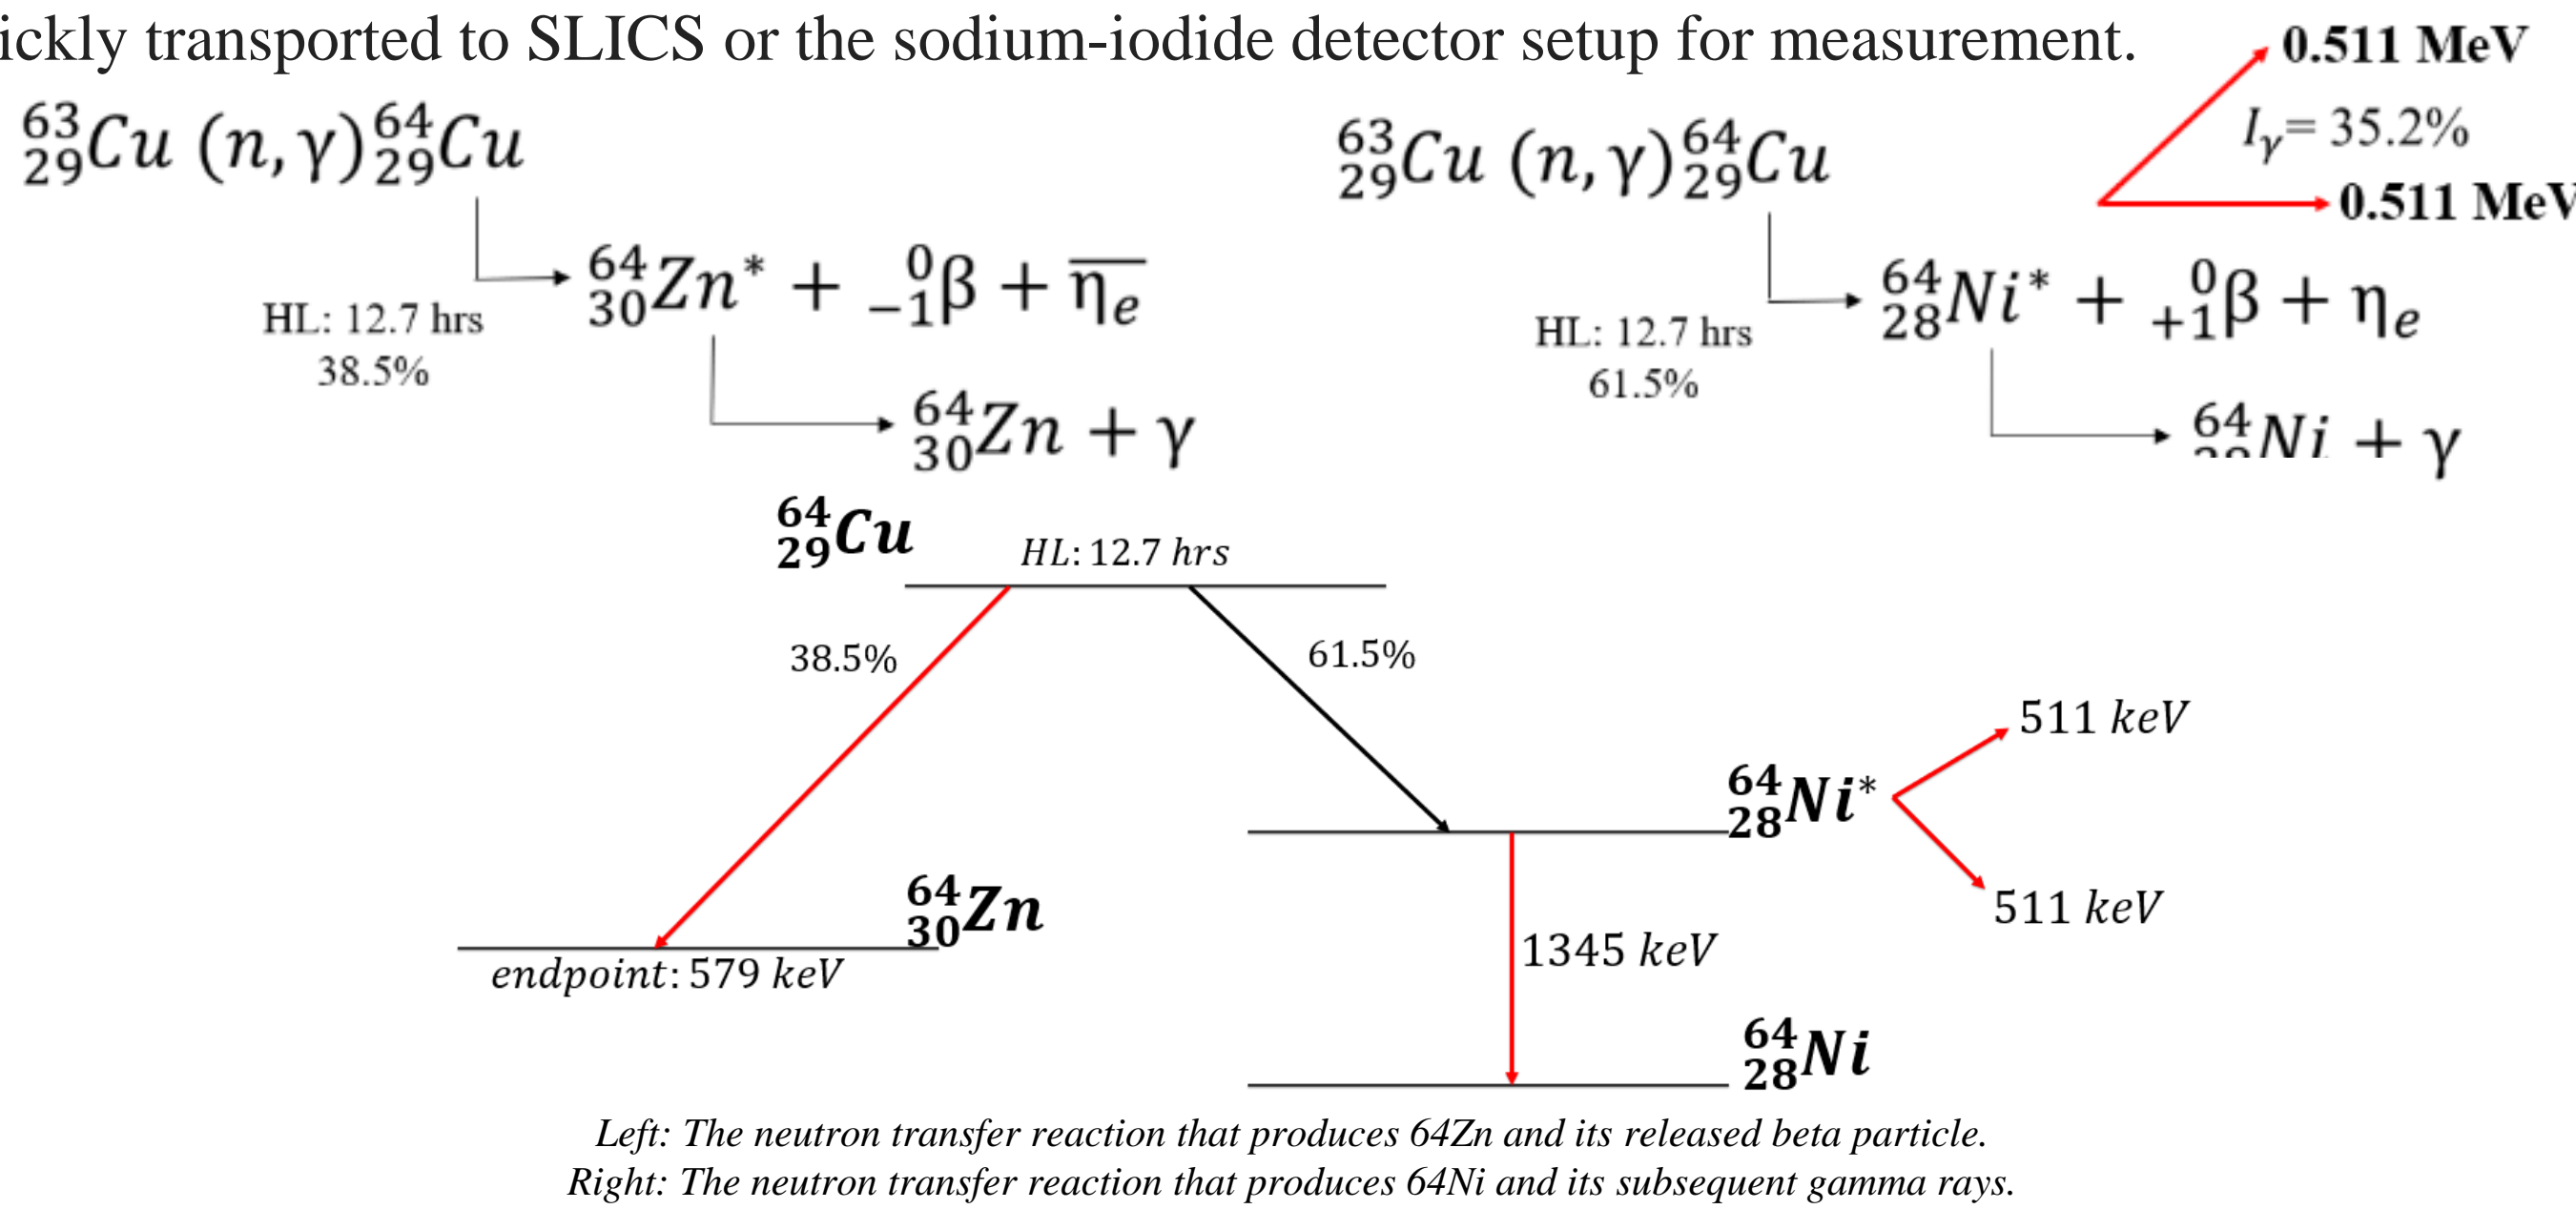 ickly transported to SLICS or the sodium-iodide detector setup for measurement.
0.511 MeV
I_γ= 35.2%
0.511 MeV
⁶³₂₉Cu (n,γ)⁶⁴₂₉Cu
HL: 12.7 hrs
38.5%
⁶⁴₃₀Zn* + ⁰₋₁β + η̅ₑ
⁶⁴₃₀Zn + γ
⁶³₂₉Cu (n,γ)⁶⁴₂₉Cu
HL: 12.7 hrs
61.5%
⁶⁴₂₈Ni* + ⁰₊₁β + ηₑ
⁶⁴₂₈Ni + γ
⁶⁴₂₉Cu
HL: 12.7 hrs
38.5%
61.5%
511 keV
⁶⁴₂₈Ni*
511 keV
⁶⁴₃₀Zn
endpoint: 579 keV
1345 keV
⁶⁴₂₈Ni
Left: The neutron transfer reaction that produces 64Zn and its released beta particle.
Right: The neutron transfer reaction that produces 64Ni and its subsequent gamma rays.